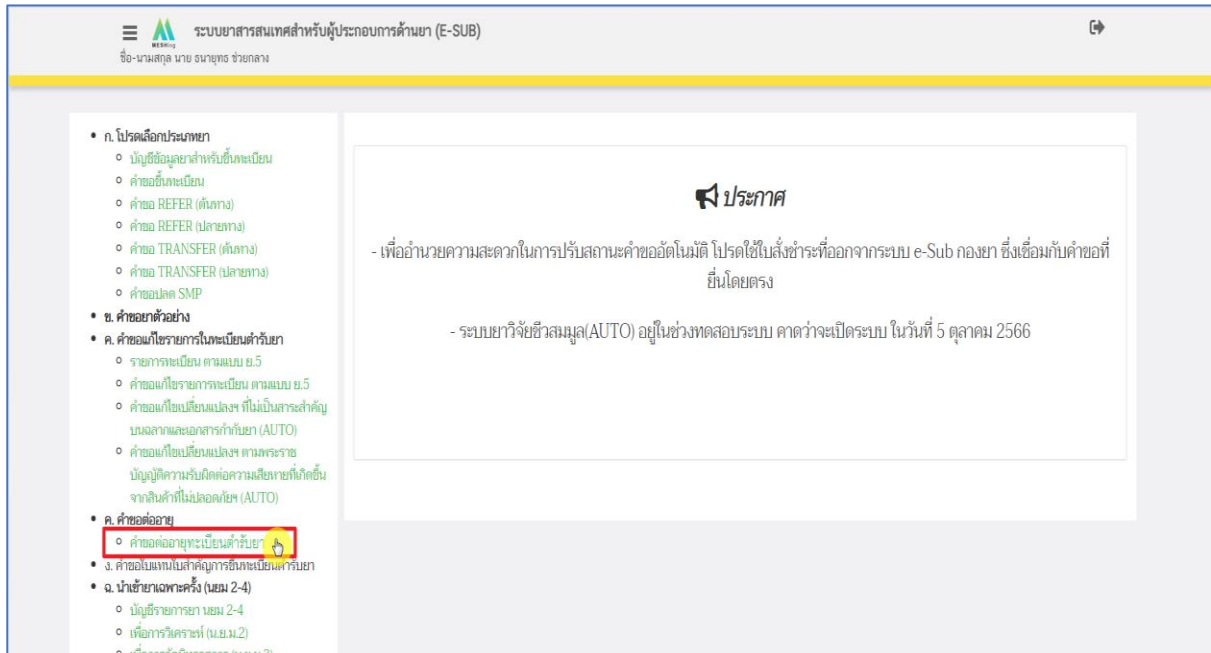 ระบบยาสารสนเทศสำหรับผู้ประกอบการด้านยา (E-SUB)
ชื่อ-นามสกุล นาย ธนายุทธ ช่วยกลาง
ก. โปรดเลือกประเภทยา
บัญชีข้อมูลยาสำหรับขึ้นทะเบียน
คำขอขึ้นทะเบียน
คำขอ REFER (ต้นทาง)
คำขอ REFER (ปลายทาง)
คำขอ TRANSFER (ต้นทาง)
คำขอ TRANSFER (ปลายทาง)
คำขอปลด SMP
ข. คำขอยาตัวอย่าง
ค. คำขอแก้ไขรายการในทะเบียนตำรับยา
รายการทะเบียน ตามแบบ ย.5
คำขอแก้ไขรายการทะเบียน ตามแบบ ย.5
คำขอแก้ไขเปลี่ยนแปลงฯ ที่ไม่เป็นสาระสำคัญ
บนฉลากและเอกสารกำกับยา (AUTO)
คำขอแก้ไขเปลี่ยนแปลงฯ ตามพระราช
บัญญัติความรับผิดต่อความเสียหายที่เกิดขึ้น
จากสินค้าที่ไม่ปลอดภัยฯ (AUTO)
ค. คำขอต่ออายุ
คำขอต่ออายุทะเบียนตำรับยา
ง. คำขอใบแทนใบสำคัญการขึ้นทะเบียนตำรับยา
ฉ. นำเข้ายาเฉพาะครั้ง (นยม 2-4)
บัญชีรายการยา นยม 2-4
เพื่อการวิเคราะห์ (น.ย.ม.2)
ประกาศ
- เพื่ออำนวยความสะดวกในการปรับสถานะคำขออัตโนมัติ โปรดใช้ใบสั่งชำระที่ออกจากระบบ e-Sub กองยา ซึ่งเชื่อมกับคำขอที่
ยื่นโดยตรง
- ระบบยาวิจัยชีวสมมูล(AUTO) อยู่ในช่วงทดสอบระบบ คาดว่าจะเปิดระบบ ในวันที่ 5 ตุลาคม 2566